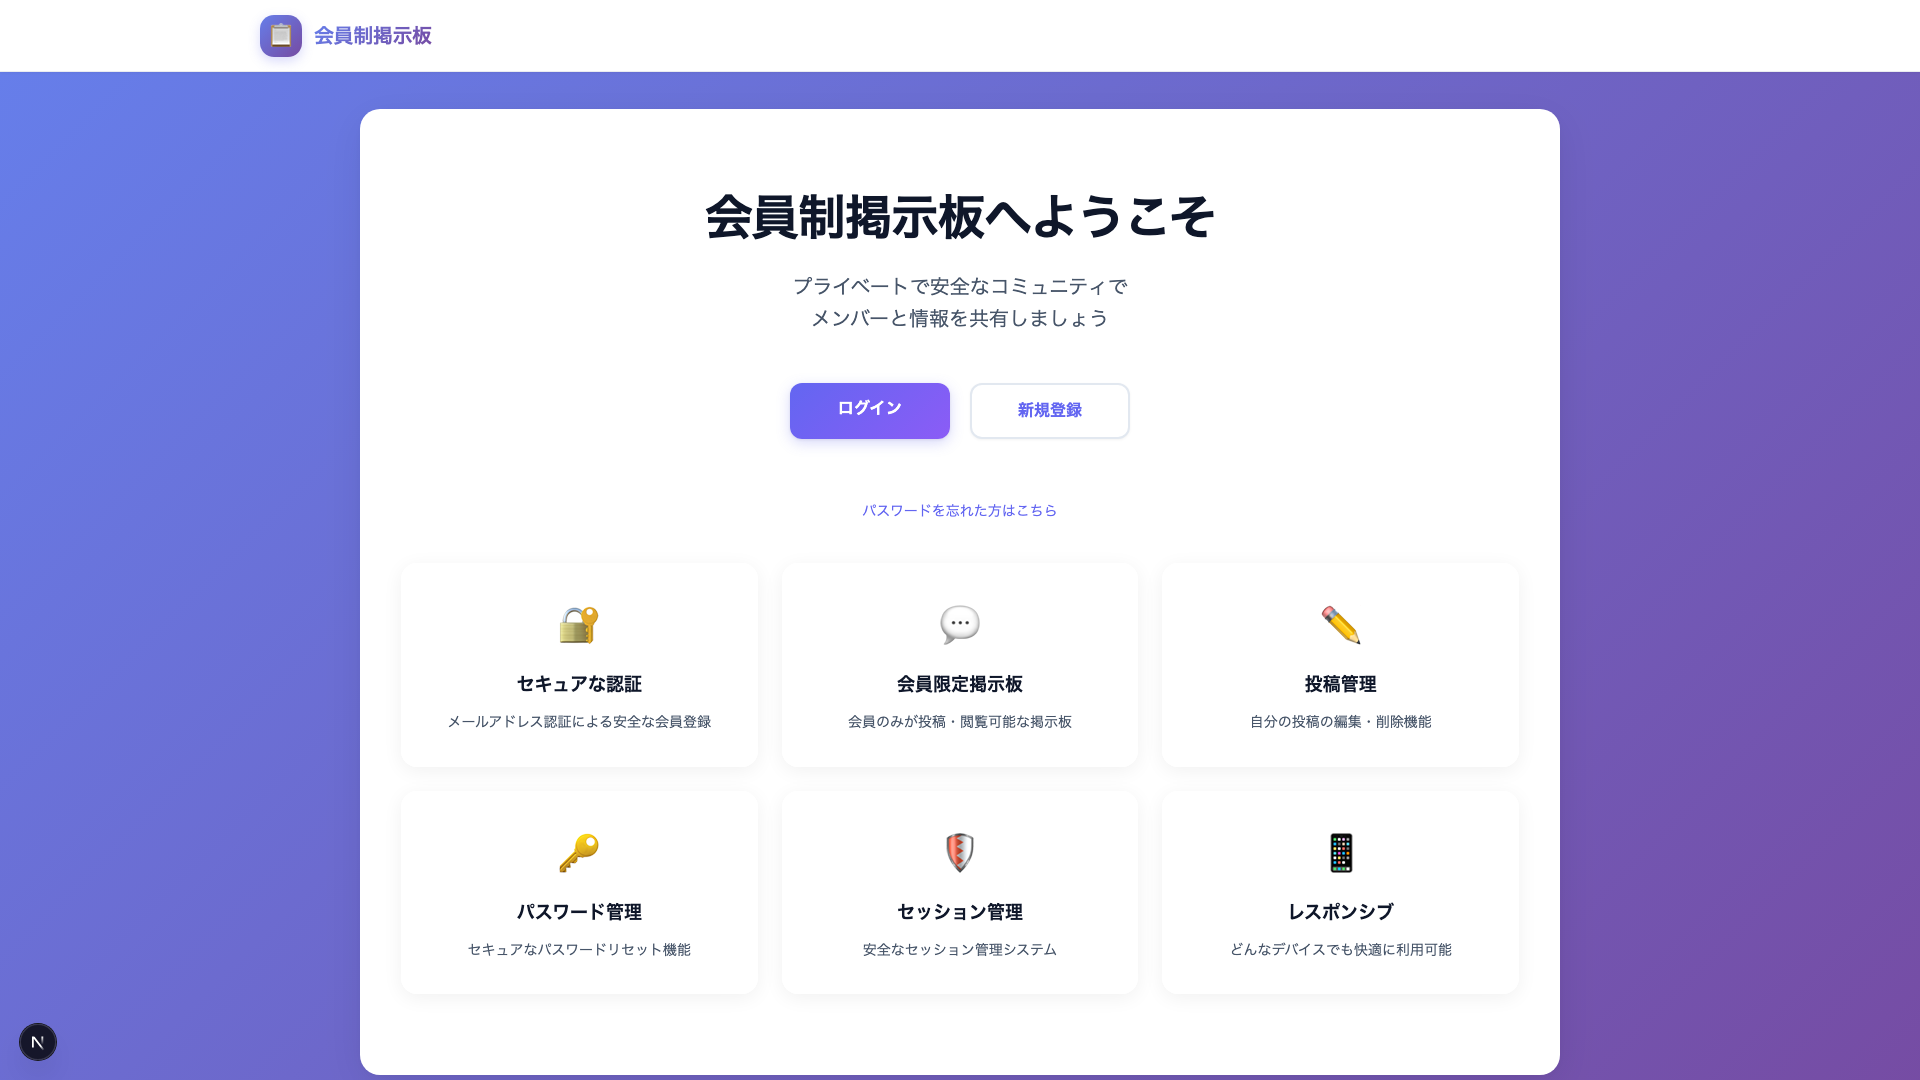 会員制掲示板
会員制掲示板へようこそ
プライベートで安全なコミュニティで
メンバーと情報を共有しましょう
ログイン
新規登録
パスワードを忘れた方はこちら
セキュアな認証
メールアドレス認証による安全な会員登録
会員限定掲示板
会員のみが投稿・閲覧可能な掲示板
投稿管理
自分の投稿の編集・削除機能
パスワード管理
セキュアなパスワードリセット機能
セッション管理
安全なセッション管理システム
レスポンシブ
どんなデバイスでも快適に利用可能
N